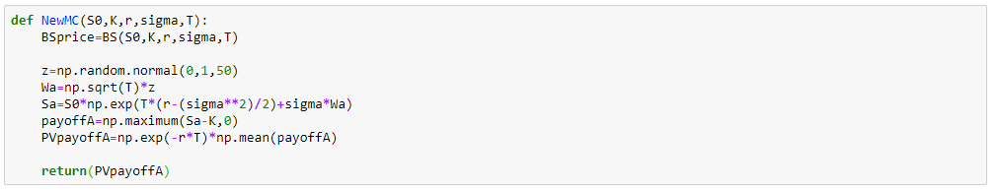 def NewMC(S0,K,r,sigma,T):
    BSprice=BS(S0,K,r,sigma,T)
    z=np.random.normal(0,1,50)
    Wa=np.sqrt(T)*z
    Sa=S0*np.exp(T*(r-(sigma**2)/2)+sigma*Wa)
    payoffA=np.maximum(Sa-K,0)
    PVpayoffA=np.exp(-r*T)*np.mean(payoffA)
    return(PVpayoffA)